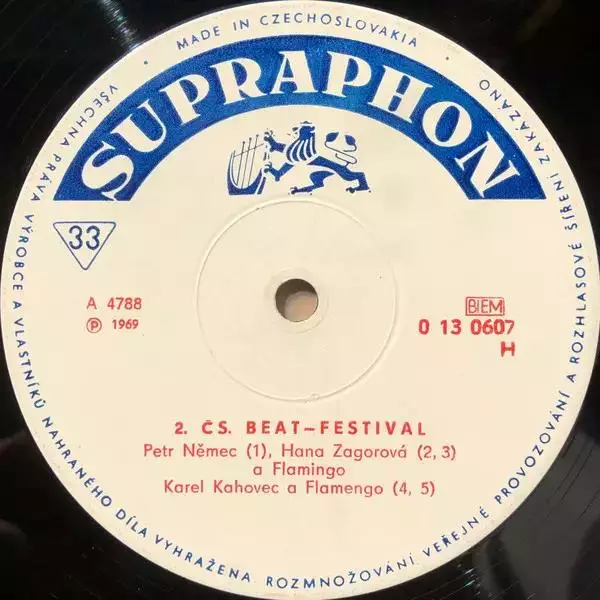 • MADE IN CZECHOSLOVAKIA •
SUPRAPHON
33
A 4788
Ⓟ 1969
BIEM
0 13 0607
H
2. ČS. BEAT-FESTIVAL
Petr Němec (1), Hana Zagorová (2, 3)
a Flamingo
Karel Kahovec a Flamengo (4, 5)
VŠECHNA PRÁVA VÝROBCE A VLASTNÍKŮ NAHRANÉHO DÍLA VYHRAŽENA. ROZMNOŽOVÁNÍ VEŘEJNÉ PROVOZOVÁNÍ A ROZHLASOVÉ ŠÍŘENÍ ZAKÁZÁNO